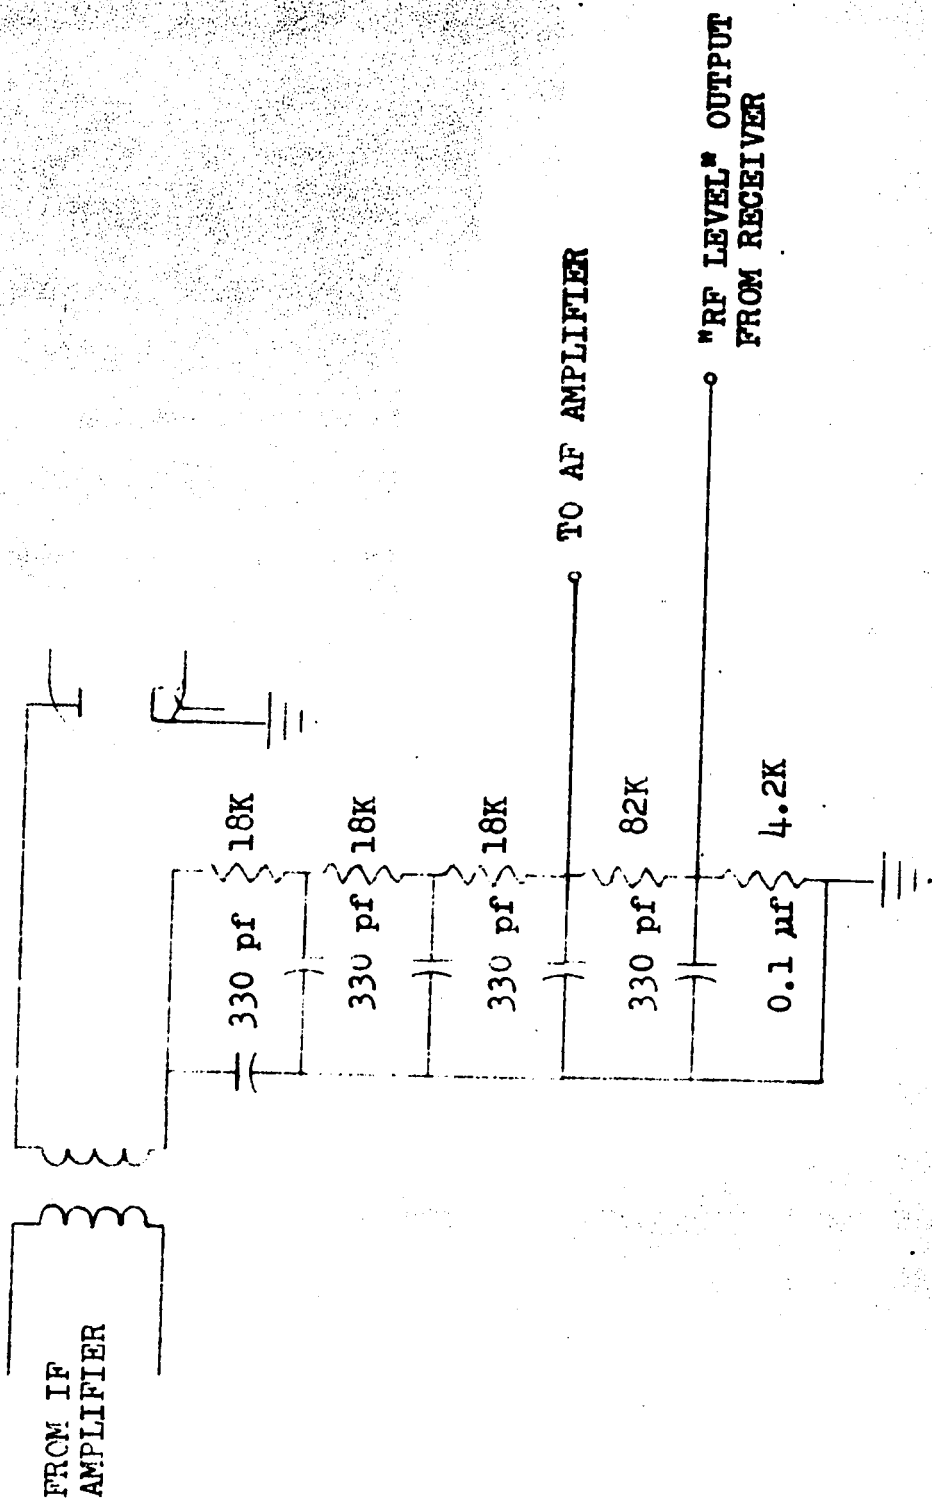 FROM IF
AMPLIFIER
330 pf
18K
330 pf
18K
330 pf
18K
TO AF AMPLIFIER
330 pf
82K
"RF LEVEL" OUTPUT
FROM RECEIVER
0.1 µf
4.2K